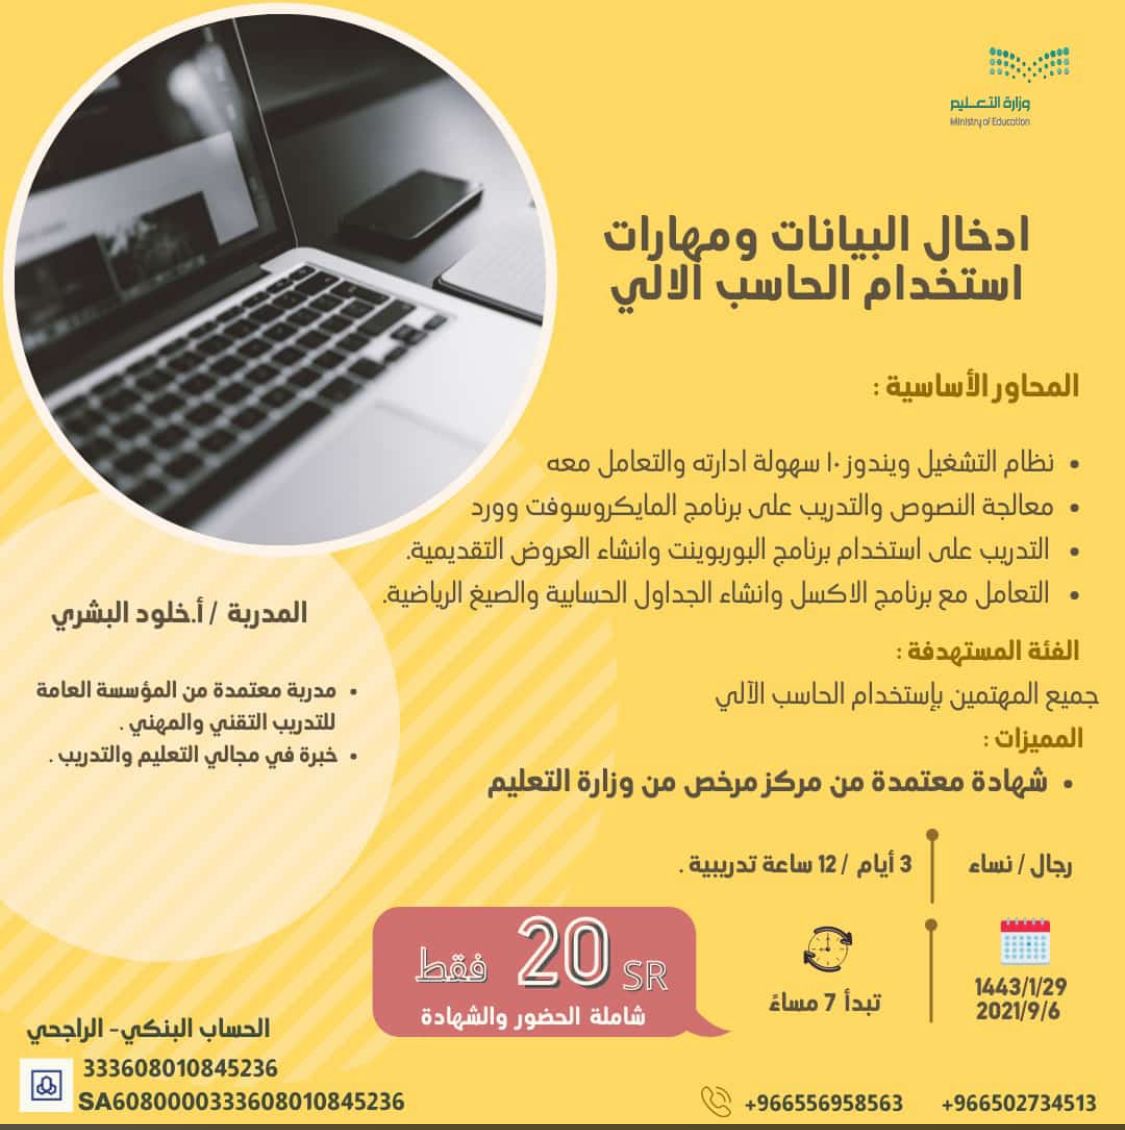 وزارة التعليم
Ministry of Education
ادخال البيانات ومهارات
استخدام الحاسب الالي
المحاور الأساسية :
• نظام التشغيل ويندوز ١٠ سهولة ادارته والتعامل معه
• معالجة النصوص والتدريب على برنامج المايكروسوفت وورد
• التدريب على استخدام برنامج البوربوينت وانشاء العروض التقديمية.
• التعامل مع برنامج الاكسل وانشاء الجداول الحسابية والصيغ الرياضية.
الفئة المستهدفة :
جميع المهتمين بإستخدام الحاسب الآلي
المميزات :
• شهادة معتمدة من مركز مرخص من وزارة التعليم
المدربة / أ.خلود البشري
• مدربة معتمدة من المؤسسة العامة
للتدريب التقني والمهني .
• خبرة في مجالي التعليم والتدريب .
رجال / نساء
3 أيام / 12 ساعة تدريبية .
1443/1/29
2021/9/6
تبدأ 7 مساءً
SR 20 فقط
شاملة الحضور والشهادة
الحساب البنكي- الراجحي
333608010845236
SA6080000333608010845236
+966556958563
+966502734513